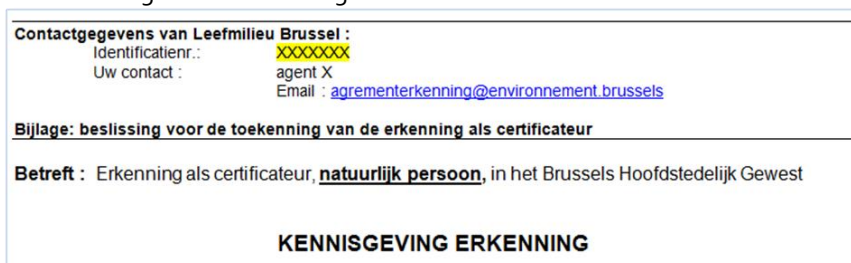 Contactgegevens van Leefmilieu Brussel :
Identificatienr.: XXXXXXX
Uw contact : agent X
Email : agrementerkenning@environnement.brussels
Bijlage: beslissing voor de toekenning van de erkenning als certificateur
Betreft : Erkenning als certificateur, natuurlijk persoon, in het Brussels Hoofdstedelijk Gewest
KENNISGEVING ERKENNING